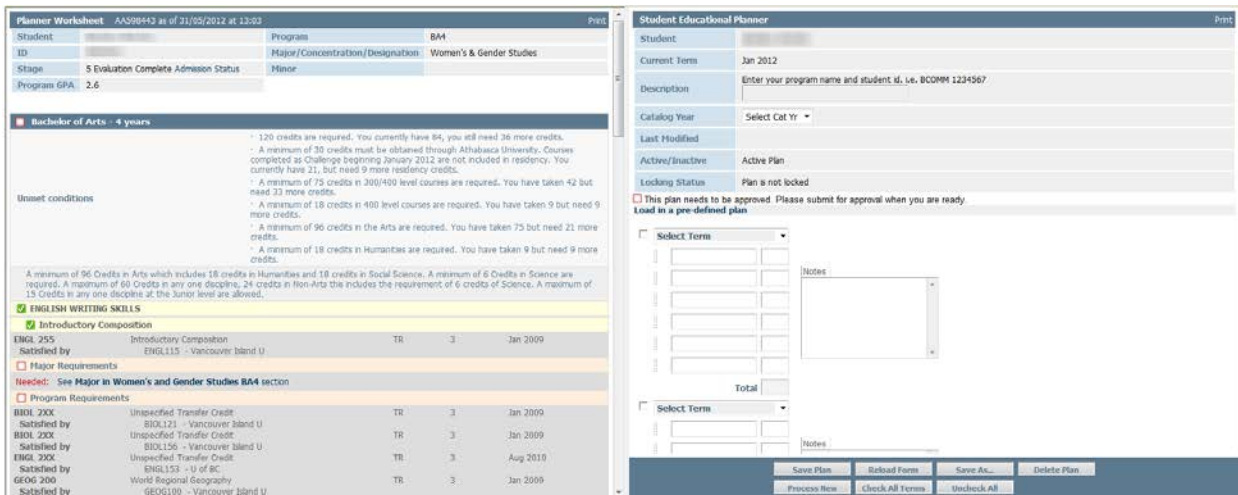 Planner Worksheet AA598443 as of 31/05/2012 at 13:03 Print
Student Program BA4
ID Major/Concentration/Designation Women's & Gender Studies
Stage 5 Evaluation Complete Admission Status Minor
Program GPA 2.6
Bachelor of Arts - 4 years
Unmet conditions
· 120 credits are required. You currently have 84, you still need 36 more credits.
· A minimum of 30 credits must be obtained through Athabasca University. Courses
completed as Challenge beginning January 2012 are not included in residency. You
currently have 21, but need 9 more residency credits.
· A minimum of 75 credits in 300/400 level courses are required. You have taken 42 but
need 33 more credits.
· A minimum of 18 credits in 400 level courses are required. You have taken 9 but need 9
more credits.
· A minimum of 96 credits in the Arts are required. You have taken 75 but need 21 more
credits.
· A minimum of 18 credits in Humanities are required. You have taken 9 but need 9 more
credits.
A minimum of 96 Credits in Arts which includes 18 credits in Humanities and 18 credits in Social Science. A minimum of 6 Credits in Science are
required. A maximum of 60 Credits in any one discipline, 24 credits in Non-Arts this includes the requirement of 6 credits of Science. A maximum of
15 Credits in any one discipline at the Junior level are allowed.
ENGLISH WRITING SKILLS
Introductory Composition
ENGL 255 Introductory Composition TR 3 Jan 2009
Satisfied by ENGL115 - Vancouver Island U
Major Requirements
Needed: See Major in Women's and Gender Studies BA4 section
Program Requirements
BIOL 2XX Unspecified Transfer Credit TR 3 Jan 2009
Satisfied by BIOL121 - Vancouver Island U
BIOL 2XX Unspecified Transfer Credit TR 3 Jan 2009
Satisfied by BIOL156 - Vancouver Island U
ENGL 2XX Unspecified Transfer Credit TR 3 Aug 2010
Satisfied by ENGL153 - U of BC
GEOG 200 World Regional Geography TR 3 Jan 2009
Satisfied by GEOG100 - Vancouver Island U
Student Educational Planner Print
Student
Current Term Jan 2012
Description Enter your program name and student id, i.e. BCOMM 1234567
Catalog Year Select Cat Yr
Last Modified
Active/Inactive Active Plan
Locking Status Plan is not locked
This plan needs to be approved. Please submit for approval when you are ready
Load in a pre-defined plan
Select Term
Notes
Total
Select Term
Notes
Save Plan Reload Form Save As... Delete Plan
Process New Check All Terms Uncheck All